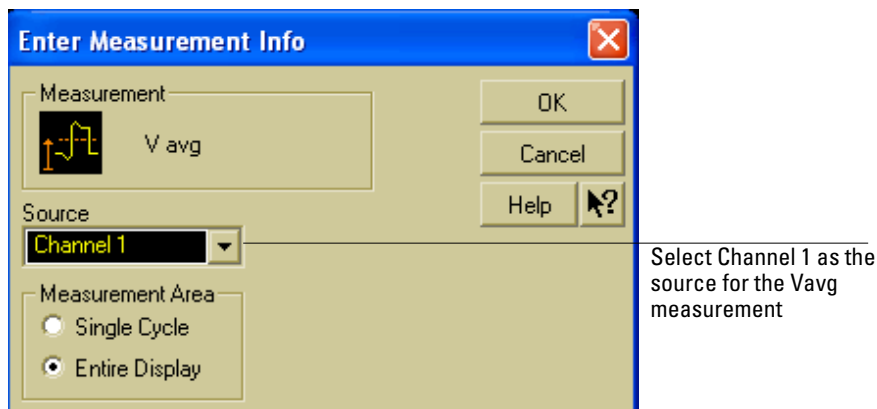 Enter Measurement Info
Measurement
V avg
OK
Cancel
Help
?
Source
Channel 1
Select Channel 1 as the
source for the Vavg
measurement
Measurement Area
Single Cycle
Entire Display